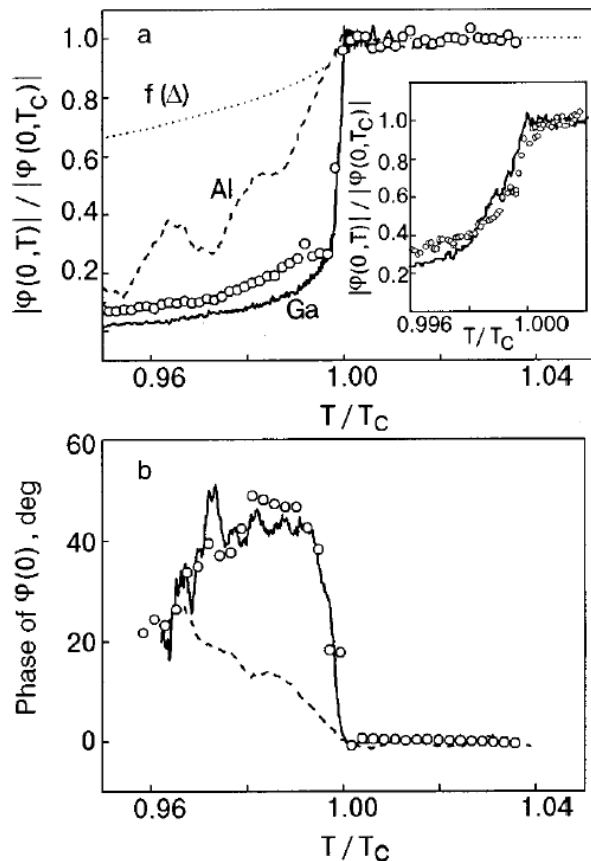 a
|φ(0,T)| / |φ(0,T_C)|
1.0
0.8
0.6
0.4
0.2
f(Δ)
Al
Ga
0.96
1.00
1.04
T/T_C
|φ(0,T)| / |φ(0,T_C)|
1.0
0.8
0.6
0.4
0.2
0.996
1.000
T/T_C
b
Phase of φ(0), deg
60
40
20
0
0.96
1.00
1.04
T/T_C